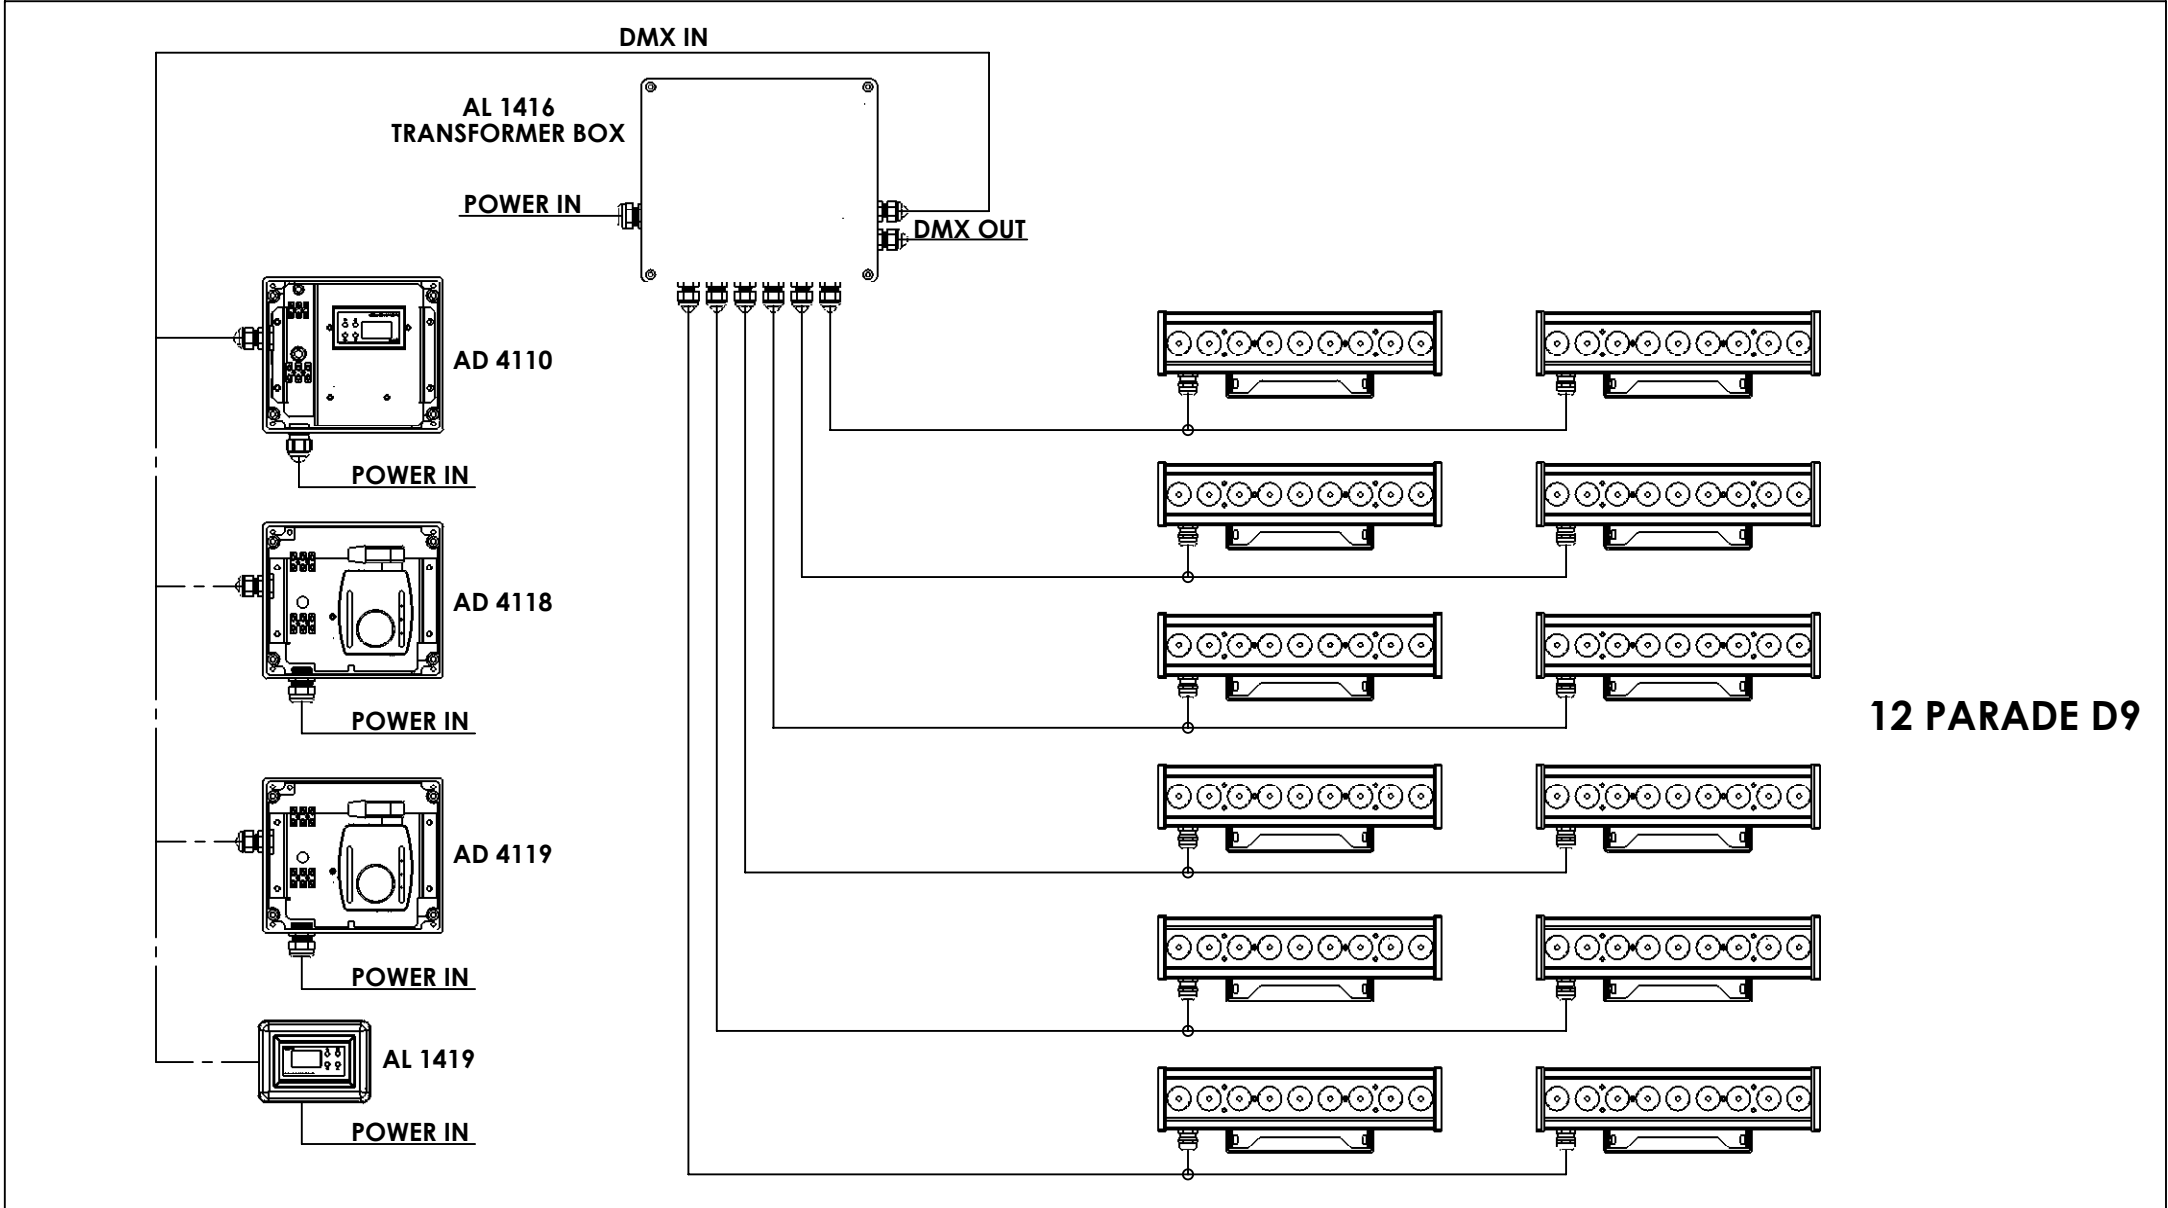 DMX IN
AL 1416
TRANSFORMER BOX
POWER IN
DMX OUT
AD 4110
POWER IN
AD 4118
POWER IN
12 PARADE D9
AD 4119
POWER IN
AL 1419
POWER IN